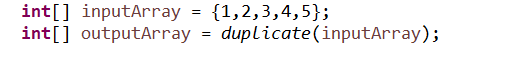 int[] inputArray = {1,2,3,4,5};
int[] outputArray = duplicate(inputArray);